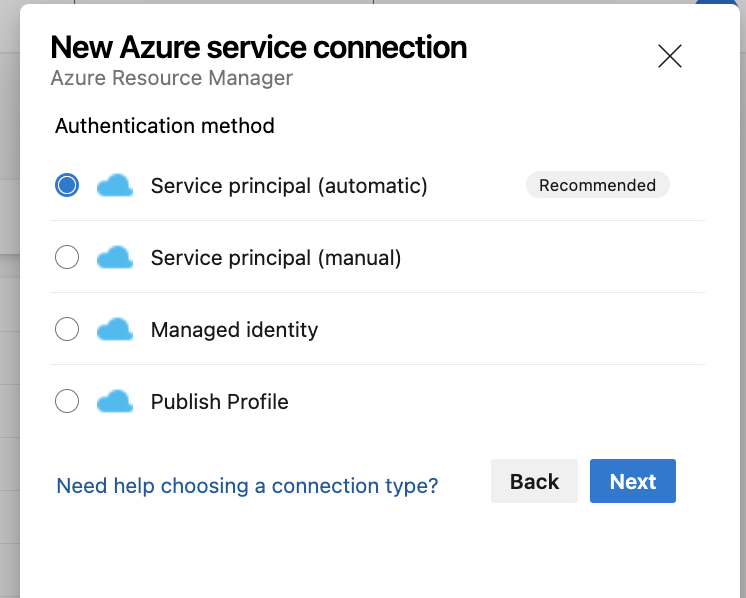 New Azure service connection
Azure Resource Manager
Authentication method
Service principal (automatic)
Recommended
Service principal (manual)
Managed identity
Publish Profile
Need help choosing a connection type?
Back
Next